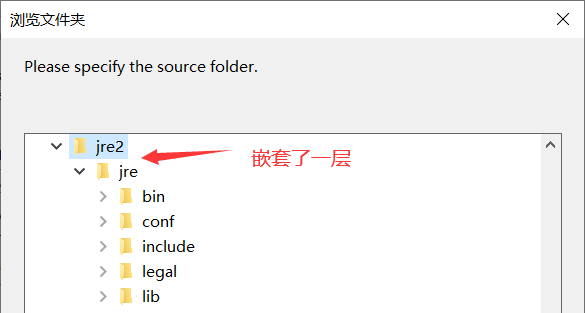 浏览文件夹
Please specify the source folder.
jre2
嵌套了一层
jre
bin
conf
include
legal
lib